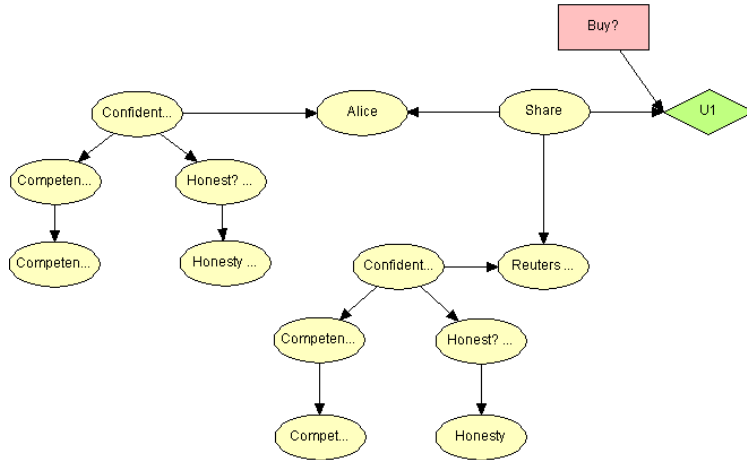 Buy?
Confident...
Alice
Share
U1
Competen...
Honest? ...
Competen...
Honesty ...
Confident...
Reuters ...
Competen...
Honest? ...
Compet...
Honesty